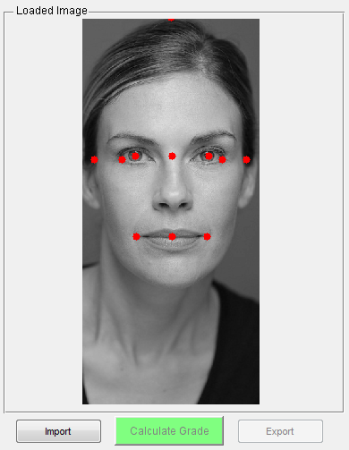 Loaded Image
Import
Calculate Grade
Export